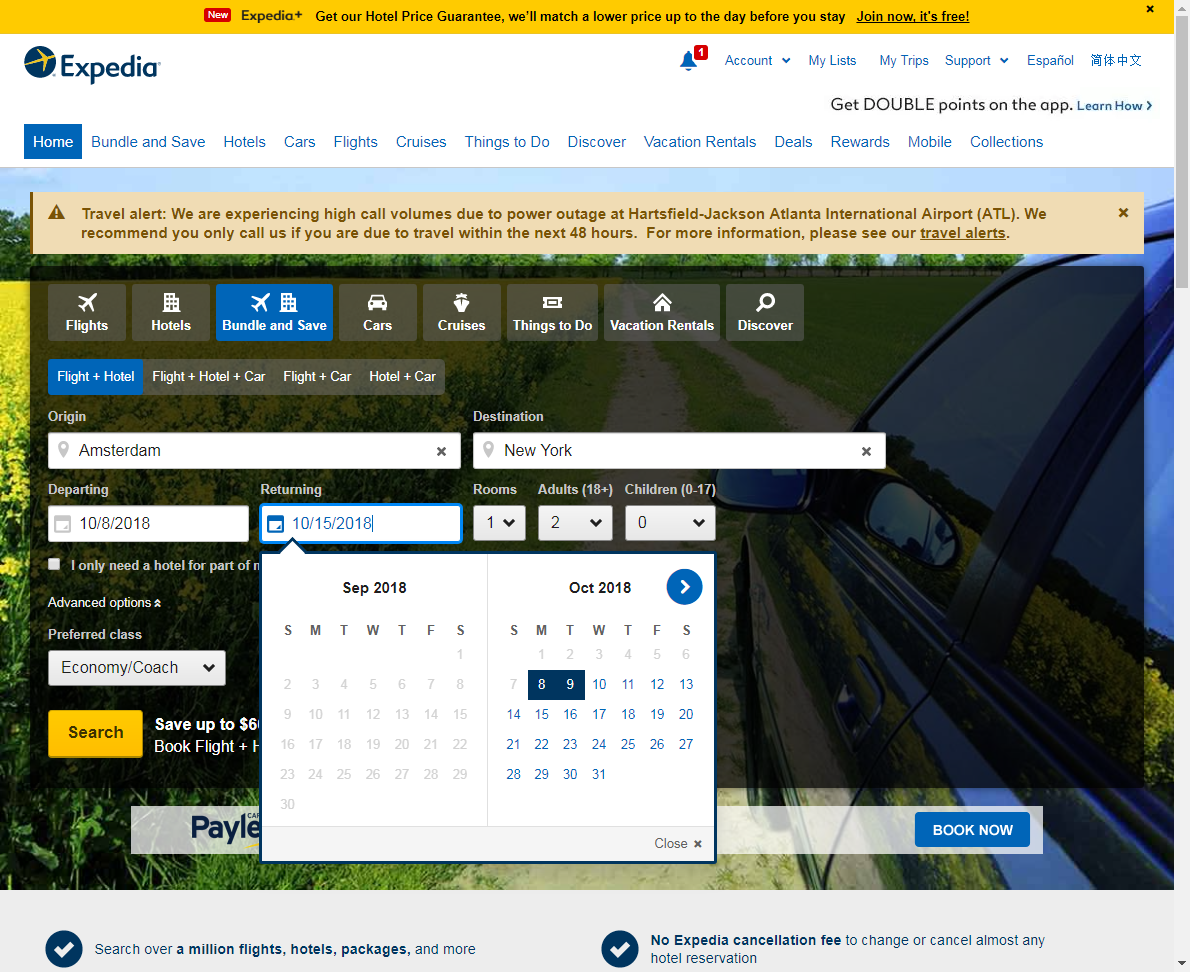 New Expedia+ Get our Hotel Price Guarantee, we'll match a lower price up to the day before you stay Join now, it's free!
Expedia
1 Account My Lists My Trips Support Español 简体中文
Get DOUBLE points on the app. Learn How
Home Bundle and Save Hotels Cars Flights Cruises Things to Do Discover Vacation Rentals Deals Rewards Mobile Collections
Travel alert: We are experiencing high call volumes due to power outage at Hartsfield-Jackson Atlanta International Airport (ATL). We
recommend you only call us if you are due to travel within the next 48 hours. For more information, please see our travel alerts.
Flights Hotels Bundle and Save Cars Cruises Things to Do Vacation Rentals Discover
Flight + Hotel Flight + Hotel + Car Flight + Car Hotel + Car
Origin Destination
Amsterdam New York
Departing Returning Rooms Adults (18+) Children (0-17)
10/8/2018 10/15/2018 1 2 0
I only need a hotel for part of
Advanced options
Preferred class
Economy/Coach
Search
Save up to $6
Book Flight +
Sep 2018
S M T W T F S
1
2 3 4 5 6 7 8
9 10 11 12 13 14 15
16 17 18 19 20 21 22
23 24 25 26 27 28 29
30
Oct 2018
S M T W T F S
1 2 3 4 5 6
7 8 9 10 11 12 13
14 15 16 17 18 19 20
21 22 23 24 25 26 27
28 29 30 31
Close
BOOK NOW
Search over a million flights, hotels, packages, and more
No Expedia cancellation fee to change or cancel almost any
hotel reservation